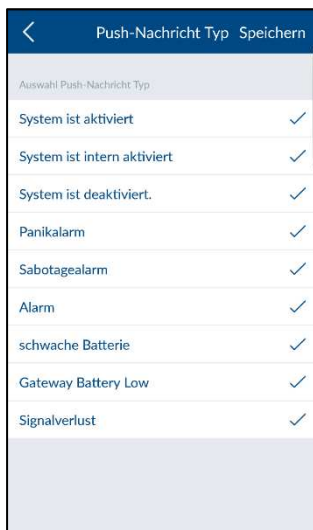 Push-Nachricht Typ Speichern
Auswahl Push-Nachricht Typ
System ist aktiviert
System ist intern aktiviert
System ist deaktiviert.
Panikalarm
Sabotagealarm
Alarm
schwache Batterie
Gateway Battery Low
Signalverlust